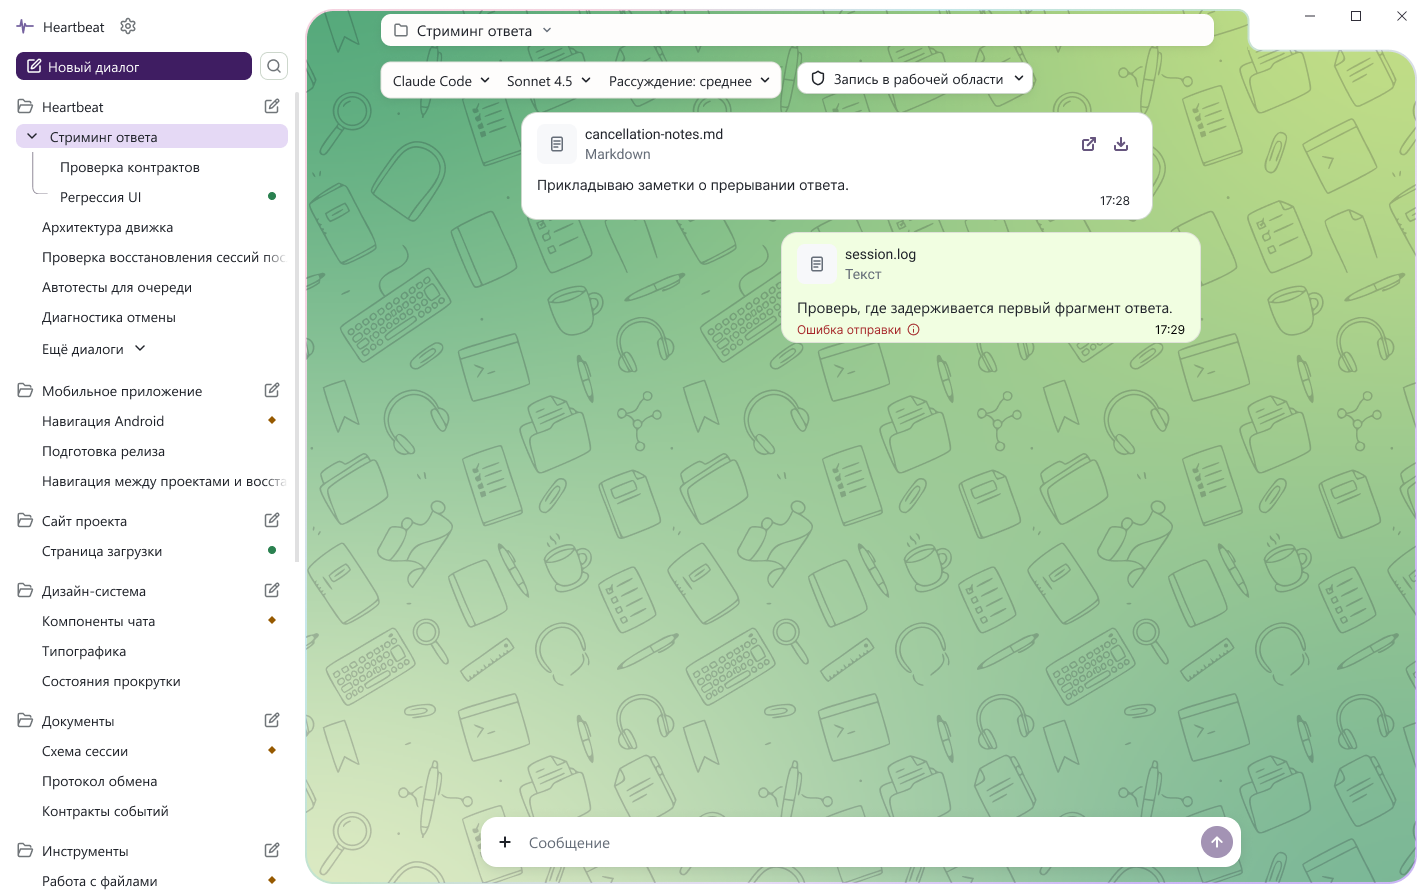 Heartbeat
Новый диалог
Heartbeat
Стриминг ответа
Проверка контрактов
Регрессия UI
Архитектура движка
Проверка восстановления сессий пос
Автотесты для очереди
Диагностика отмены
Ещё диалоги
Мобильное приложение
Навигация Android
Подготовка релиза
Навигация между проектами и восста
Сайт проекта
Страница загрузки
Дизайн-система
Компоненты чата
Типографика
Состояния прокрутки
Документы
Схема сессии
Протокол обмена
Контракты событий
Инструменты
Работа с файлами
Стриминг ответа
Claude Code Sonnet 4.5 Рассуждение: среднее Запись в рабочей области
cancellation-notes.md
Markdown
Прикладываю заметки о прерывании ответа.
17:28
session.log
Текст
Проверь, где задерживается первый фрагмент ответа.
Ошибка отправки 17:29
Сообщение